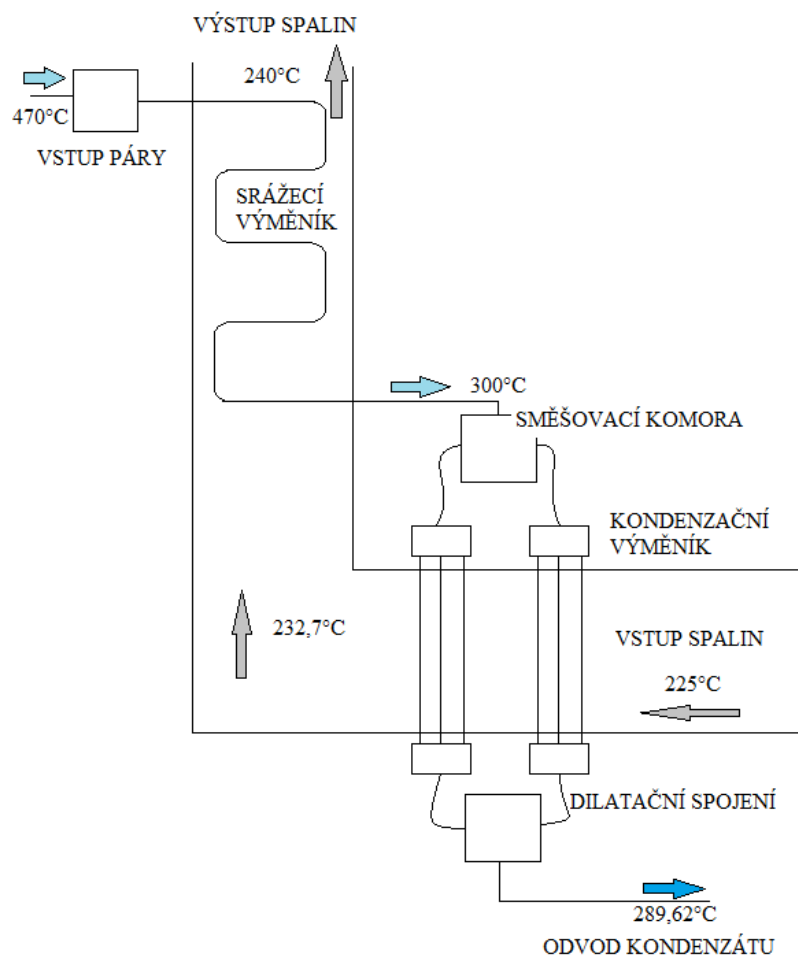 VÝSTUP SPALIN
240°C
470°C
VSTUP PÁRY
SRÁŽECÍ
VÝMĚNÍK
300°C
SMĚŠOVACÍ KOMORA
KONDENZAČNÍ
VÝMĚNÍK
232,7°C
VSTUP SPALIN
225°C
DILATAČNÍ SPOJENÍ
289,62°C
ODVOD KONDENZÁTU